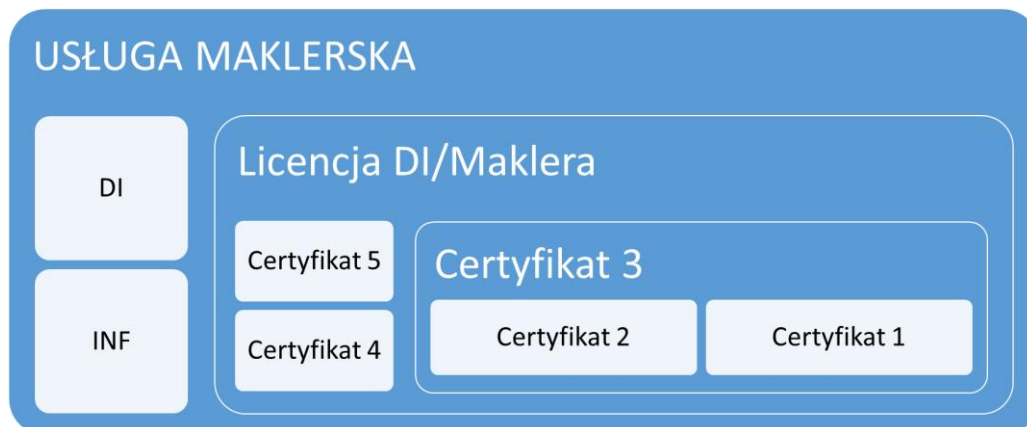 USŁUGA MAKLERSKA
DI
INF
Licencja DI/Maklera
Certyfikat 5
Certyfikat 4
Certyfikat 3
Certyfikat 2
Certyfikat 1